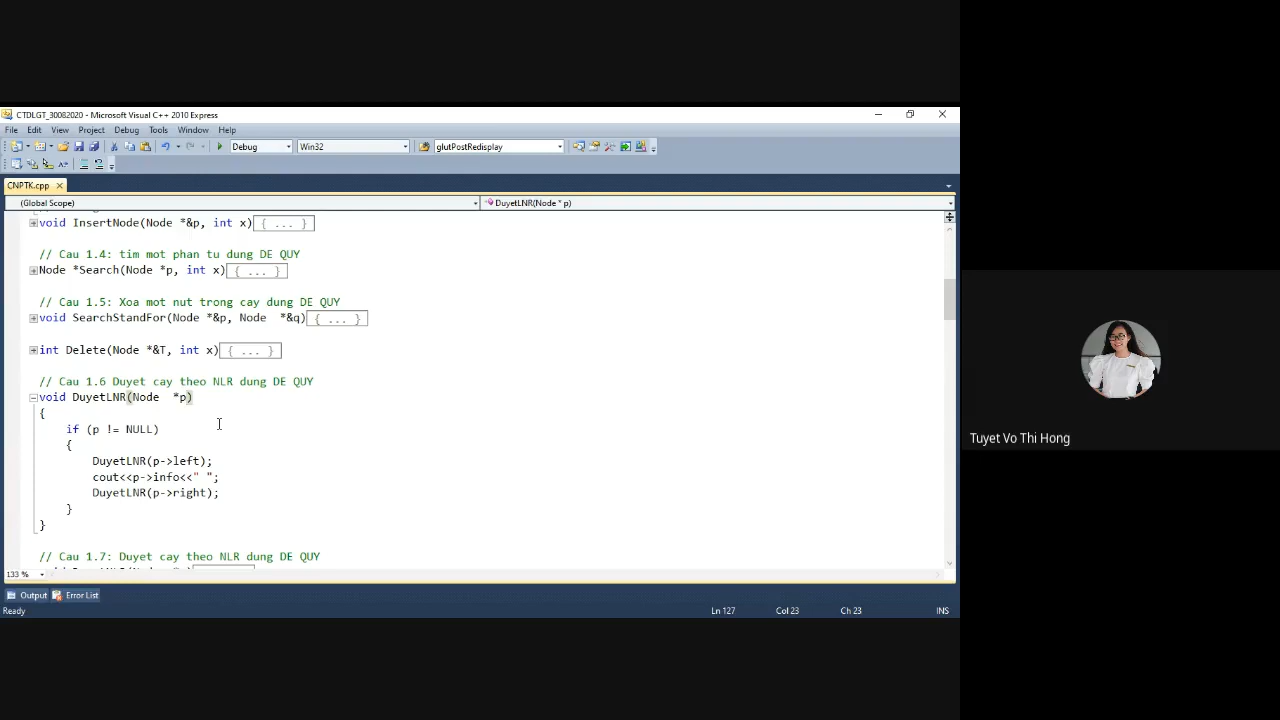 CTDLGT_30082020 - Microsoft Visual C++ 2010 Express
File Edit View Project Debug Tools Window Help
Debug Win32 glutPostRedisplay
CNPTK.cpp
(Global Scope) DuyetLNR(Node * p)
void InsertNode(Node *&p, int x){ ... }
// Cau 1.4: tim mot phan tu dung DE QUY
Node *Search(Node *p, int x){ ... }
// Cau 1.5: Xoa mot nut trong cay dung DE QUY
void SearchStandFor(Node *&p, Node  *&q){ ... }
int Delete(Node *&T, int x){ ... }
// Cau 1.6 Duyet cay theo NLR dung DE QUY
void DuyetLNR(Node  *p)
{
if (p != NULL)
{
DuyetLNR(p->left);
cout<<p->info<<" ";
DuyetLNR(p->right);
}
}
// Cau 1.7: Duyet cay theo NLR dung DE QUY
133 %
Output Error List
Ready Ln 127 Col 23 Ch 23 INS
Tuyet Vo Thi Hong